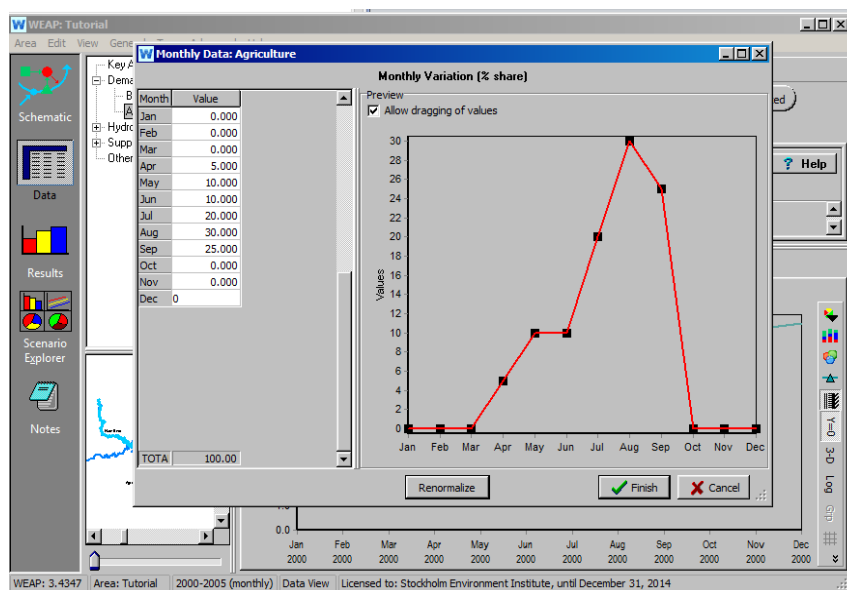 WEAP: Tutorial
Area Edit View Gene
Monthly Data: Agriculture
Monthly Variation (% share)
Key A
Dema
B
A
Hydro
Supp
Other
Schematic
Data
Results
Scenario
Explorer
Notes
Month Value
Jan 0.000
Feb 0.000
Mar 0.000
Apr 5.000
May 10.000
Jun 10.000
Jul 20.000
Aug 30.000
Sep 25.000
Oct 0.000
Nov 0.000
Dec 0
TOTA 100.00
Preview
Allow dragging of values
30
28
26
24
22
20
18
16
14
12
10
8
6
4
2
0
Values
Jan Feb Mar Apr May Jun Jul Aug Sep Oct Nov Dec
Renormalize Finish Cancel
ed
? Help
Y=0
3-D
Log
Grp
0.0
Jan Feb Mar Apr May Jun Jul Aug Sep Oct Nov Dec
2000 2000 2000 2000 2000 2000 2000 2000 2000 2000 2000 2000
WEAP: 3.4347 Area: Tutorial 2000-2005 (monthly) Data View Licensed to: Stockholm Environment Institute, until December 31, 2014